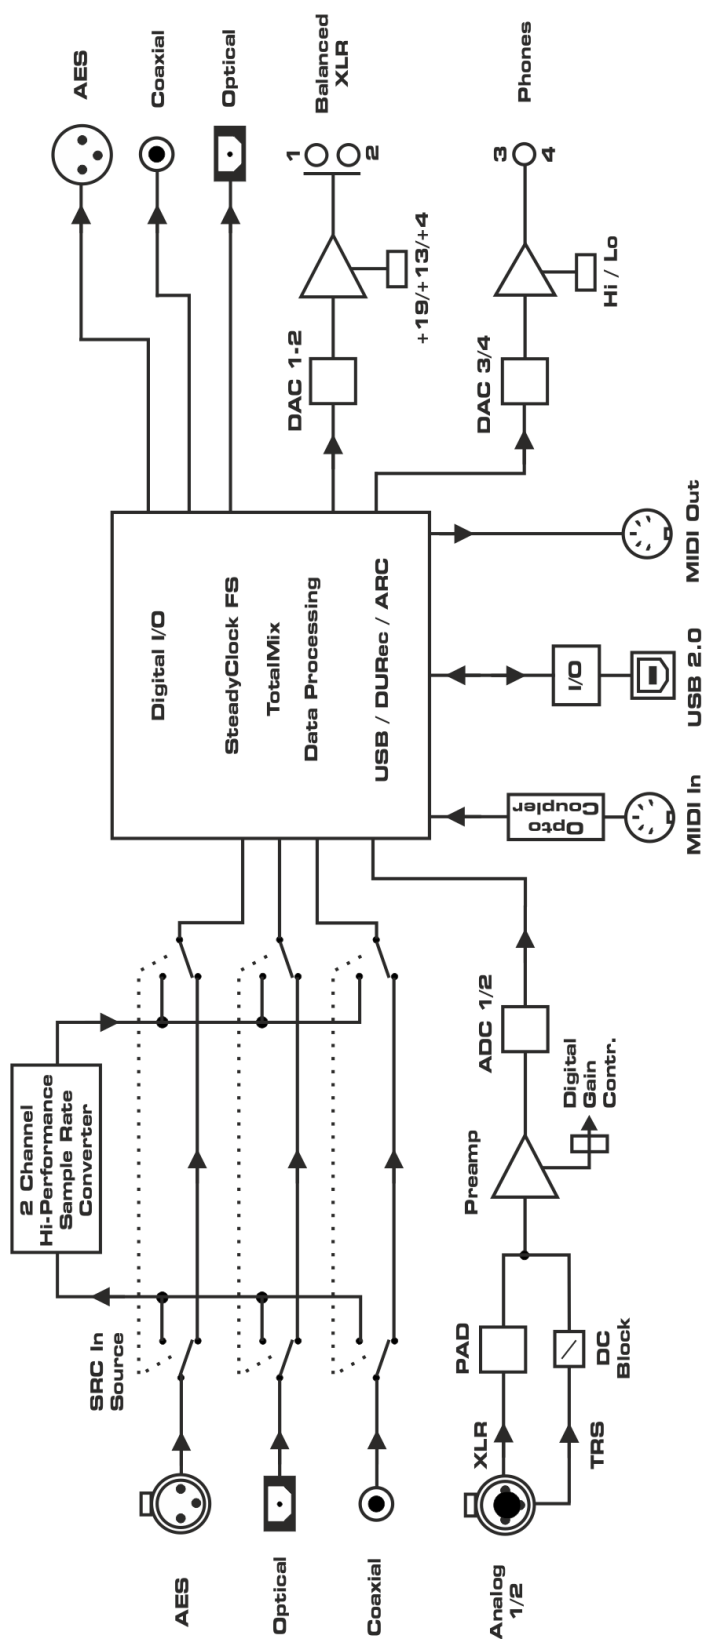 AES
SRC In
Source
2 Channel
Hi-Performance
Sample Rate
Converter
Digital I/O
AES
Optical
Coaxial
SteadyClock FS
TotalMix
Data Processing
Coaxial
Optical
USB / DURec / ARC
DAC 1-2
1
2
Balanced
XLR
+19/+13/+4
Analog
1/2
XLR
PAD
Preamp
ADC 1/2
DAC 3/4
3
4
Phones
Hi / Lo
TRS
DC
Block
Digital
Gain
Contr.
Opto
Coupler
MIDI In
I/O
USB 2.0
MIDI Out